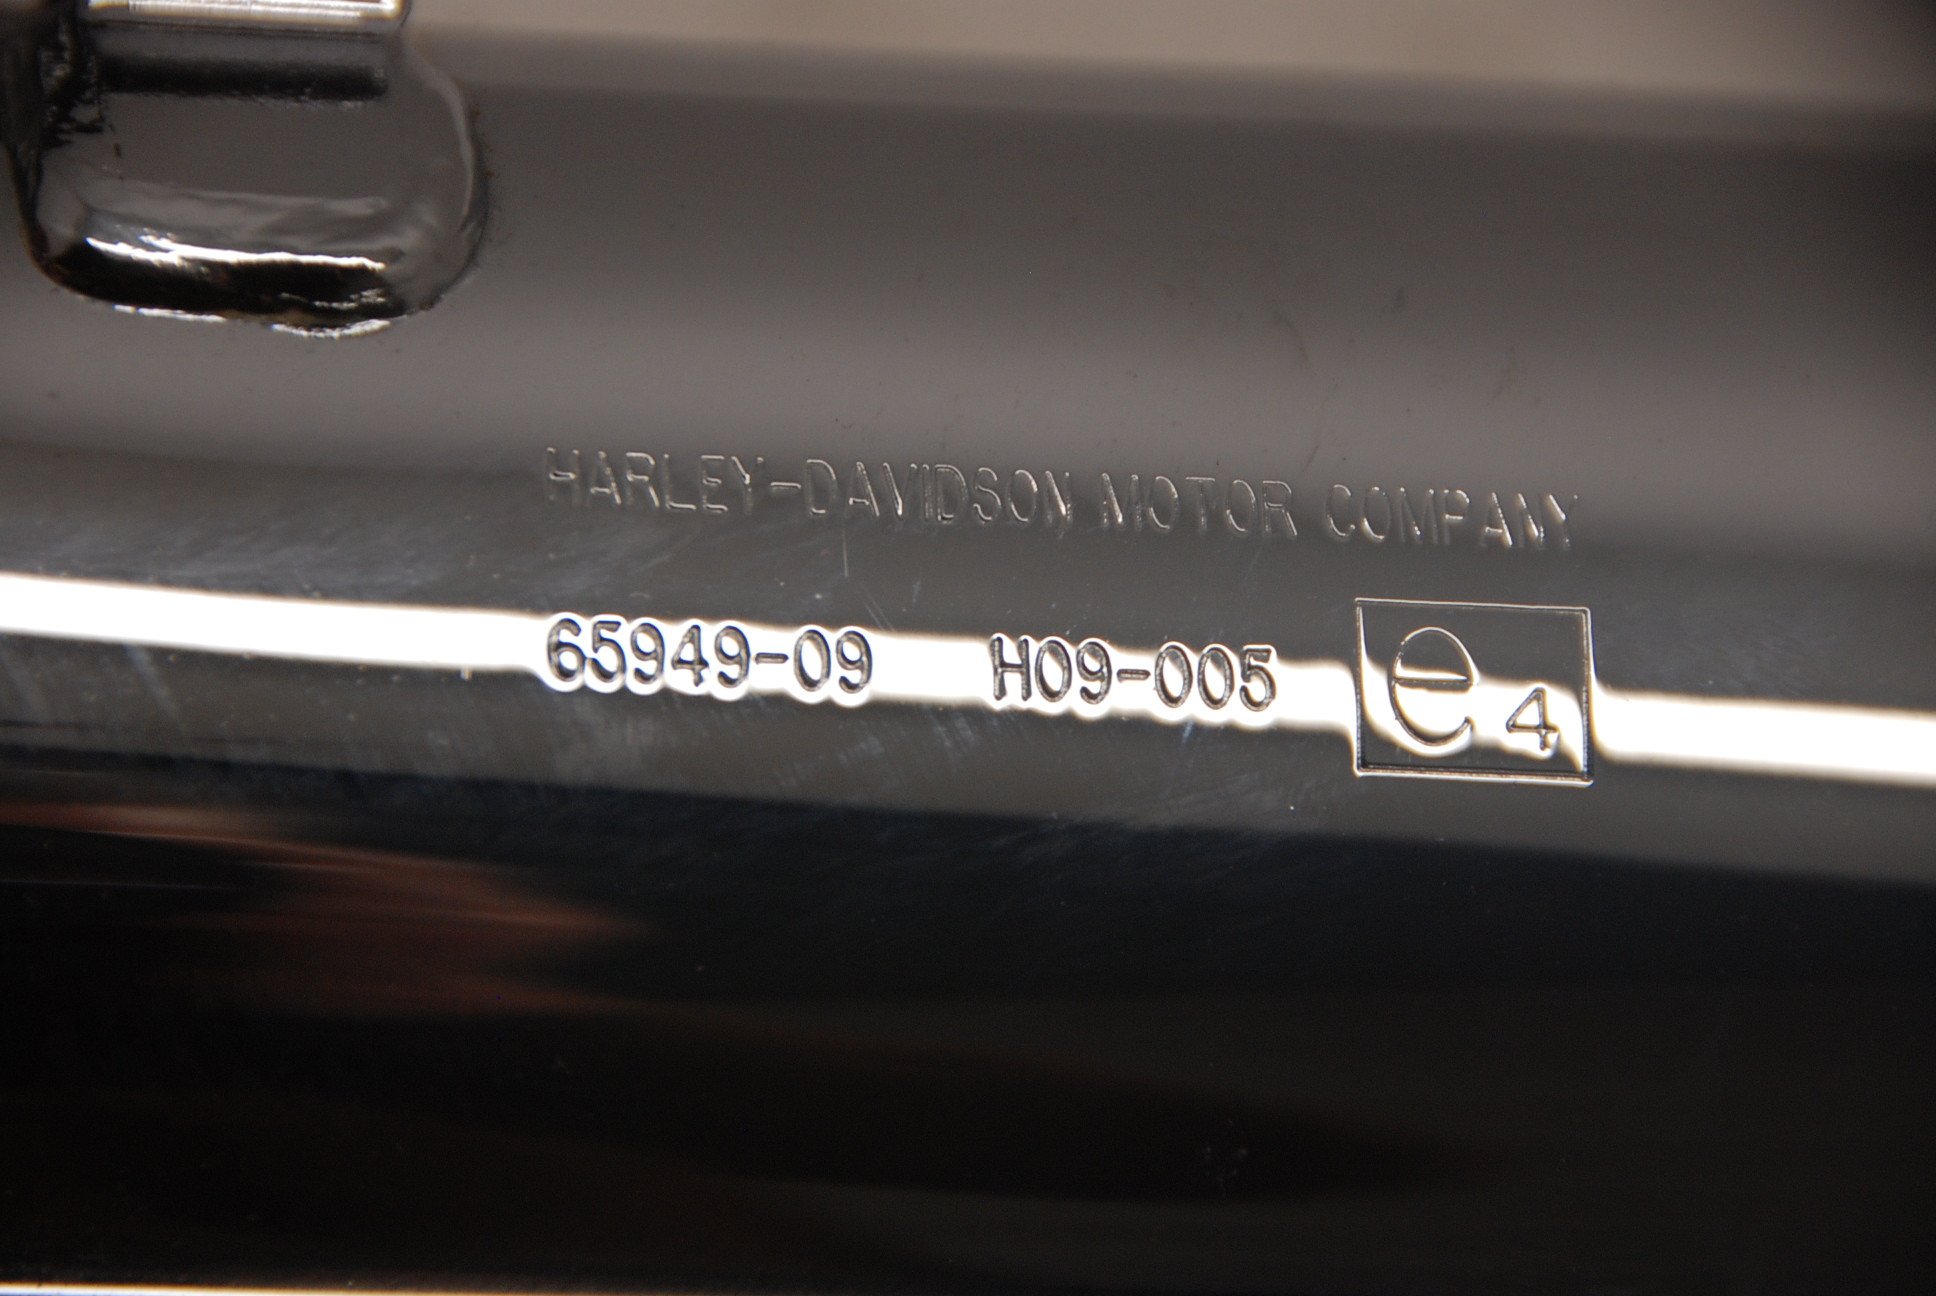 HARLEY-DAVIDSON MOTOR COMPANY
65949-09 H09-005 e4